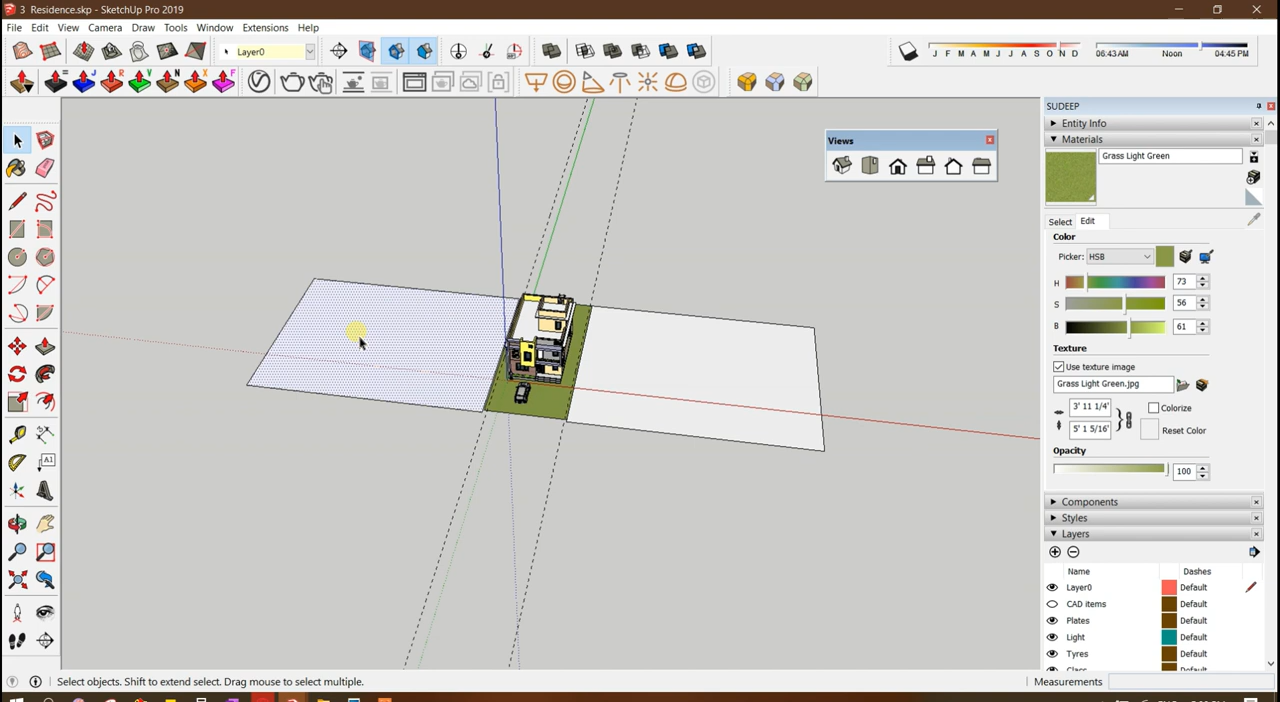 3 Residence.skp - SketchUp Pro 2019
File Edit View Camera Draw Tools Window Extensions Help
Layer0
J F M A M J J A S O N D
06:43 AM Noon 04:45 PM
SUDEEP
Entity Info
Materials
Grass Light Green
Select Edit
Color
Picker: HSB
H 73
S 56
B 61
Texture
Use texture image
Grass Light Green.jpg
3' 11 1/4"
Colorize
5' 1 5/16"
Reset Color
Opacity
100
Components
Styles
Layers
Name Dashes
Layer0 Default
CAD items Default
Plates Default
Light Default
Tyres Default
Default
Views
A1
Select objects. Shift to extend select. Drag mouse to select multiple.
Measurements